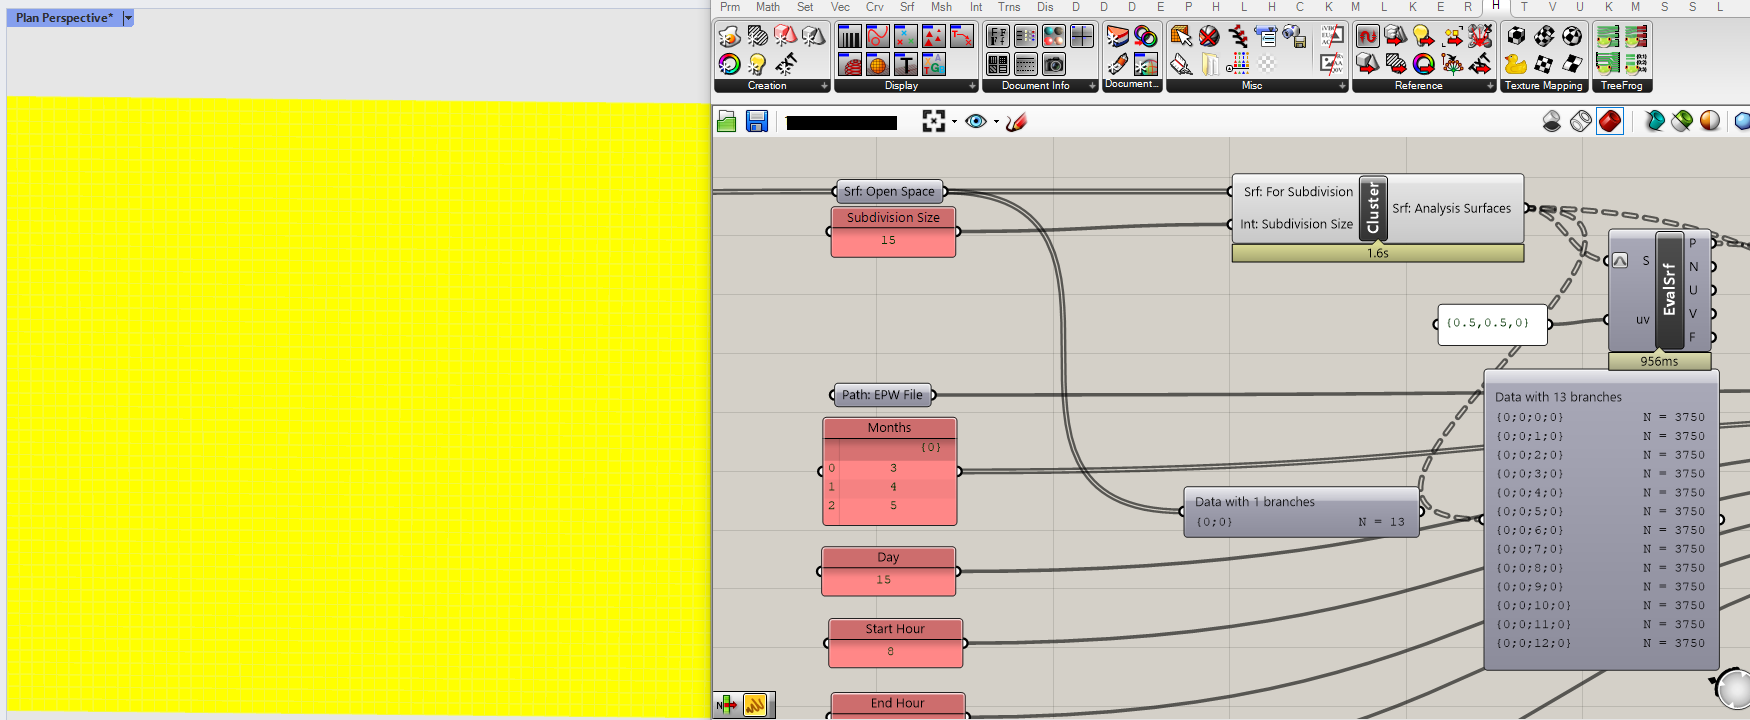 Plan Perspective*
Prm Math Set Vec Crv Srf Msh Int Trns Dis D D D E P H L H C K M L K E R H T V U K M S S L
Creation
Display
Document Info
Document...
Misc
Reference
Texture Mapping
TreeFrog
Srf: Open Space
Subdivision Size
15
Srf: For Subdivision
Int: Subdivision Size
Cluster
Srf: Analysis Surfaces
1.6s
{0.5,0.5,0}
S
uv
EvalSrf
P
N
U
V
F
956ms
Path: EPW File
Months
{0}
0 3
1 4
2 5
Data with 1 branches
{0;0} N = 13
Data with 13 branches
{0;0;0;0} N = 3750
{0;0;1;0} N = 3750
{0;0;2;0} N = 3750
{0;0;3;0} N = 3750
{0;0;4;0} N = 3750
{0;0;5;0} N = 3750
{0;0;6;0} N = 3750
{0;0;7;0} N = 3750
{0;0;8;0} N = 3750
{0;0;9;0} N = 3750
{0;0;10;0} N = 3750
{0;0;11;0} N = 3750
{0;0;12;0} N = 3750
Day
15
Start Hour
8
End Hour